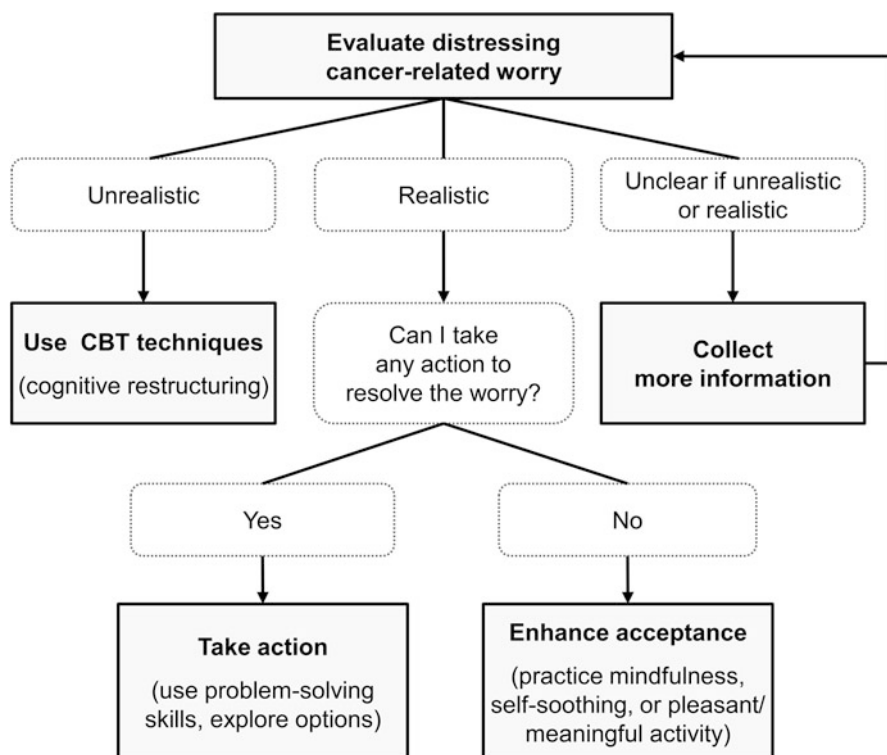 Evaluate distressing
cancer-related worry
Unrealistic
Realistic
Unclear if unrealistic
or realistic
Use CBT techniques
(cognitive restructuring)
Can I take
any action to
resolve the worry?
Collect
more information
Yes
No
Take action
(use problem-solving
skills, explore options)
Enhance acceptance
(practice mindfulness,
self-soothing, or pleasant/
meaningful activity)